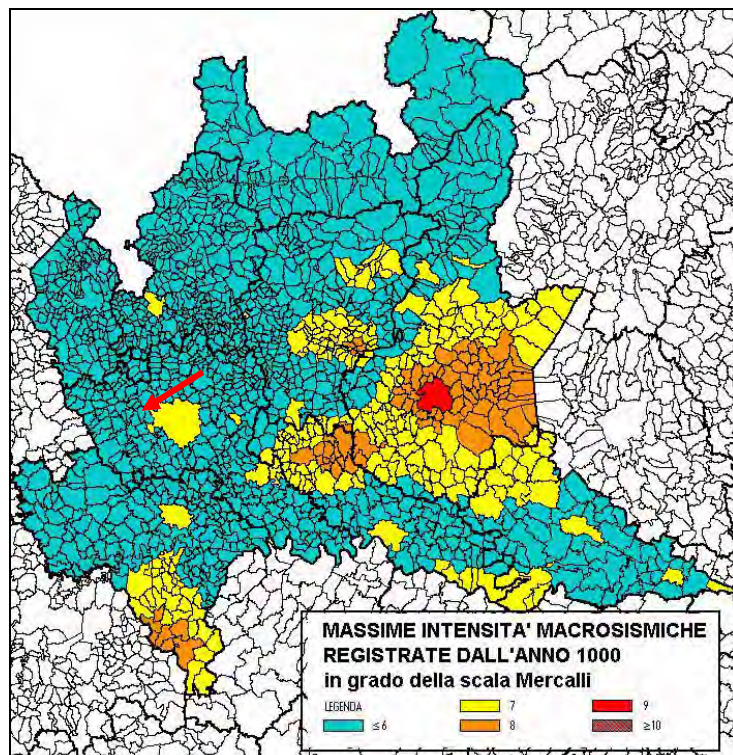 MASSIME INTENSITA' MACROSISMICHE
REGISTRATE DALL'ANNO 1000
in grado della scala Mercalli
LEGENDA
≤6
7
8
9
≥10